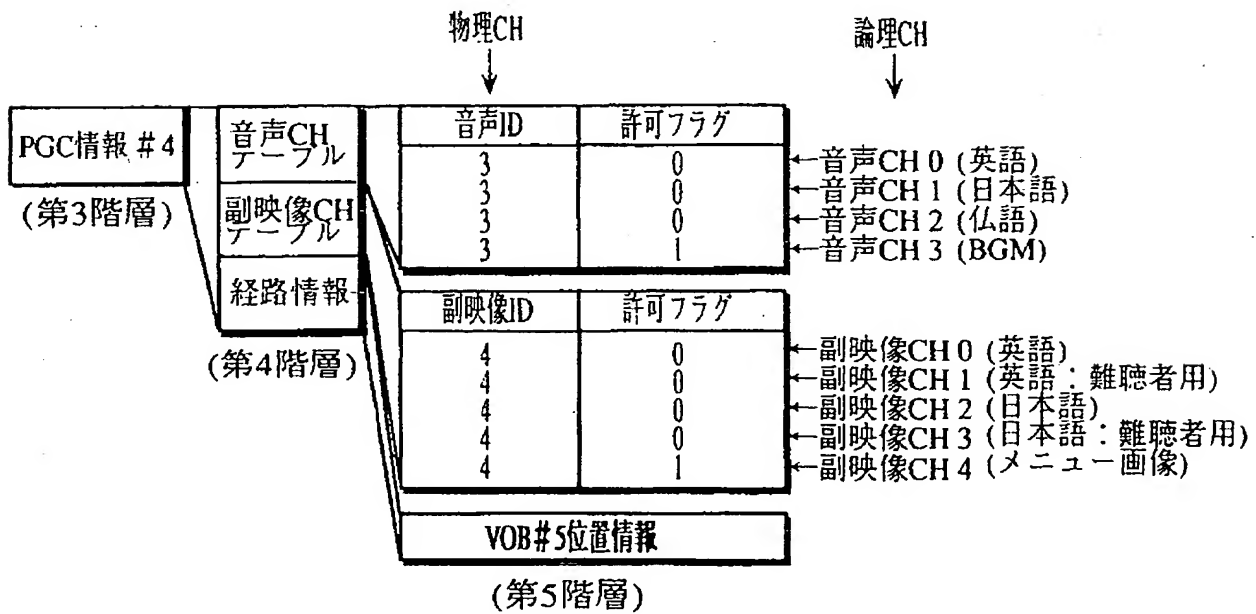 物理CH
論理CH
PGC情報#4
(第3階層)
音声CH
テーブル
副映像CH
テーブル
経路情報
(第4階層)
音声ID 許可フラグ
3 0 ←音声CH 0 (英語)
3 0 ←音声CH 1 (日本語)
3 0 ←音声CH 2 (仏語)
3 1 ←音声CH 3 (BGM)
副映像ID 許可フラグ
4 0 ←副映像CH 0 (英語)
4 0 ←副映像CH 1 (英語：難聴者用)
4 0 ←副映像CH 2 (日本語)
4 0 ←副映像CH 3 (日本語：難聴者用)
4 1 ←副映像CH 4 (メニュー画像)
VOB#5位置情報
(第5階層)